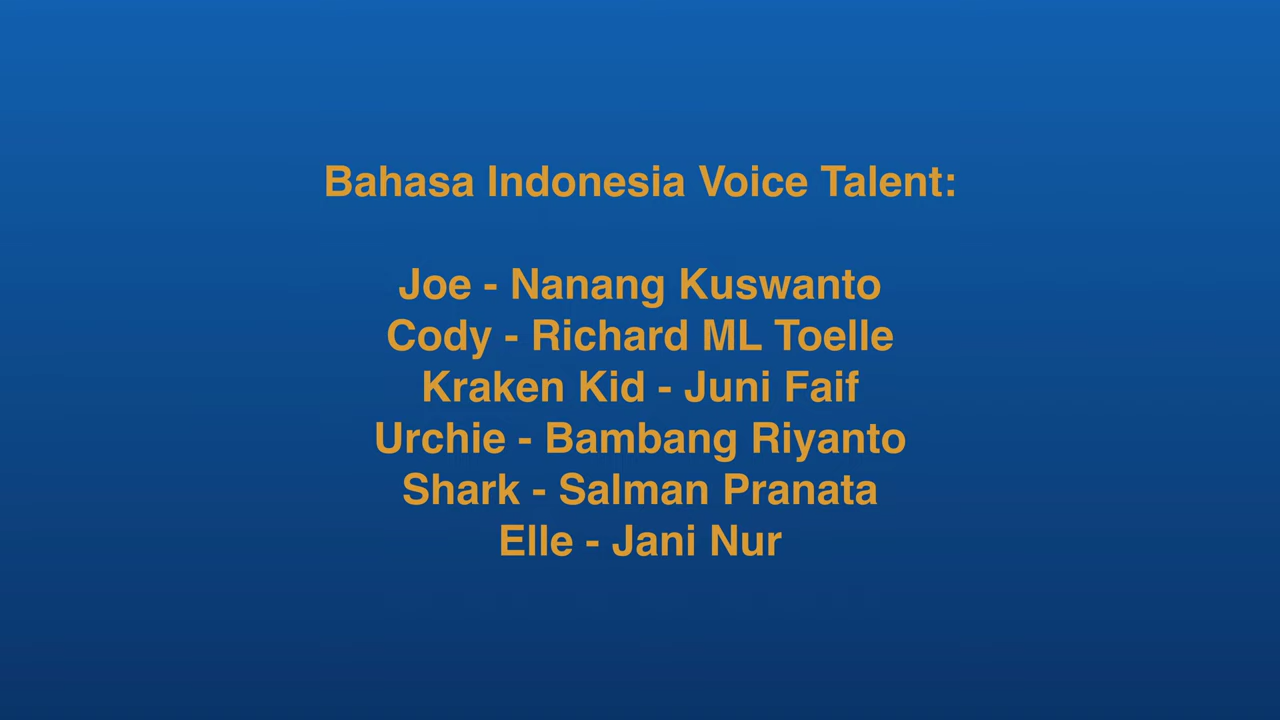 Bahasa Indonesia Voice Talent:
Joe - Nanang Kuswanto
Cody - Richard ML Toelle
Kraken Kid - Juni Faif
Urchie - Bambang Riyanto
Shark - Salman Pranata
Elle - Jani Nur